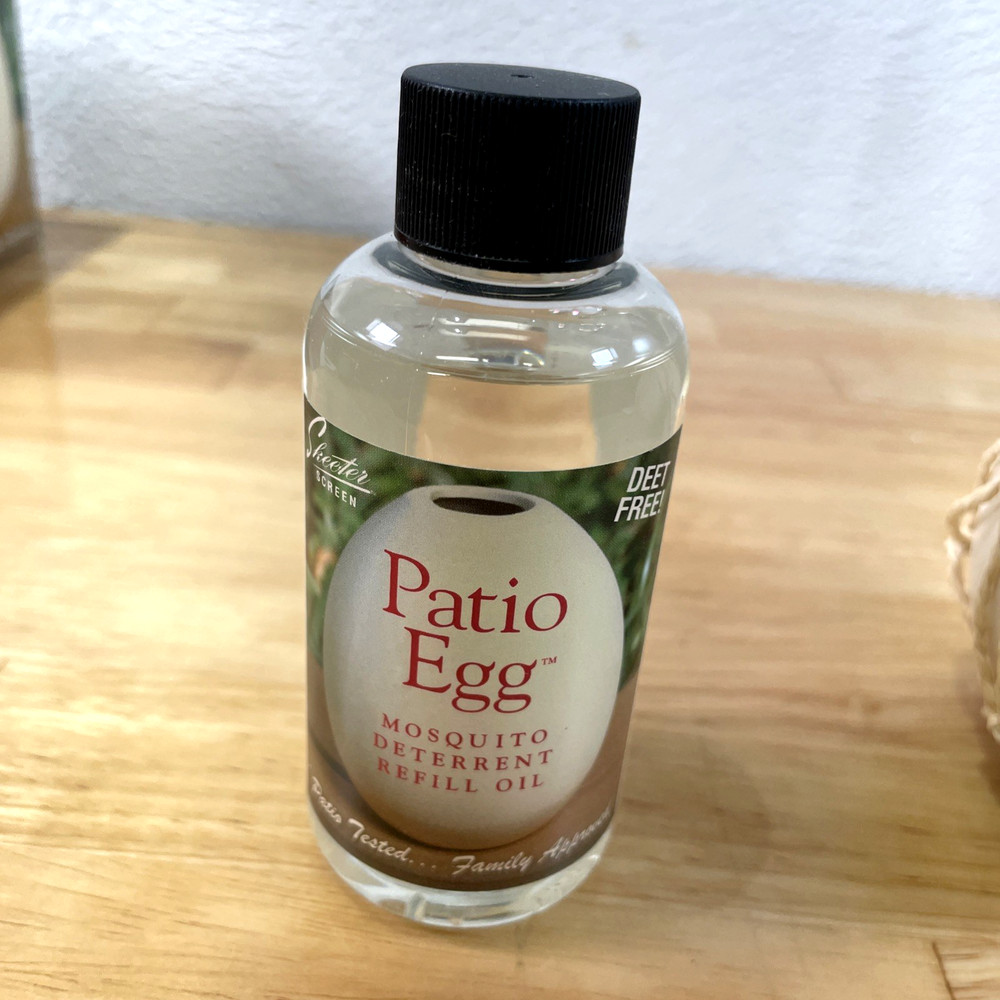 Skeeter
SCREEN
DEET
FREE!
Patio
Egg™
MOSQUITO
DETERRENT
REFILL OIL
Patio Tested... Family Approved